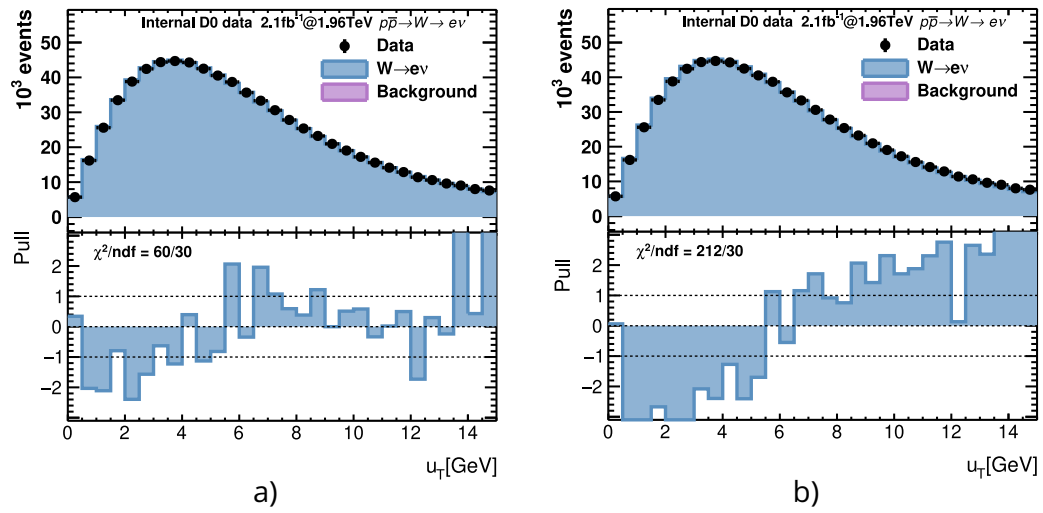 Internal D0 data 2.1fb⁻¹@1.96TeV pp̅→W→ eν
Data
W→eν
Background
10³ events
50
40
30
20
10
0
χ²/ndf = 60/30
Pull
2
1
0
−1
−2
0 2 4 6 8 10 12 14
u_T[GeV]
a)
Internal D0 data 2.1fb⁻¹@1.96TeV pp̅→W→ eν
Data
W→eν
Background
10³ events
50
40
30
20
10
0
χ²/ndf = 212/30
Pull
2
1
0
−1
−2
0 2 4 6 8 10 12 14
u_T[GeV]
b)